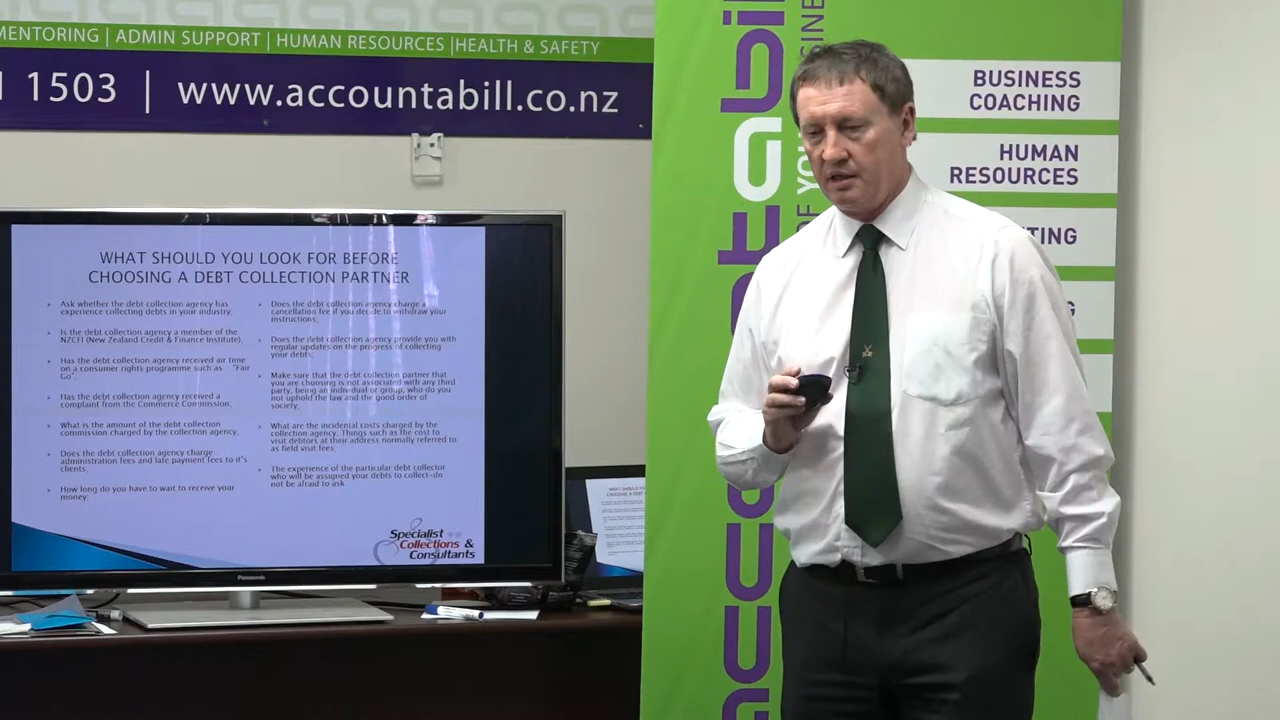 MENTORING | ADMIN SUPPORT | HUMAN RESOURCES |HEALTH & SAFETY
1503 | www.accountabill.co.nz
WHAT SHOULD YOU LOOK FOR BEFORE
CHOOSING A DEBT COLLECTION PARTNER
Ask whether the debt collection agency has
experience collecting debts in your industry;
Is the debt collection agency a member of the
NZCFI (New Zealand Credit & Finance Institute),
Has the debt collection agency received air time
on a consumer rights programme such as "Fair
Go".
Has the debt collection agency received a
complaint from the Commerce Commission,
What is the amount of the debt collection
commission charged by the collection agency;
Does the debt collection agency charge
administration fees and late payment fees to it's
clients,
How long do you have to wait to receive your
money;
Does the debt collection agency charge a
cancellation fee if you decide to withdraw your
instructions;
Does the debt collection agency provide you with
regular updates on the progress of collecting
your debts;
Make sure that the debt collection partner that
you are choosing is not associated with any third
party, being an individual or group, who do you
not uphold the law and the good order of
society.
What are the incidental costs charged by the
collection agency. Things such as the cost to
visit debtors at their address normally referred to
as field visit fees;
The experience of the particular debt collector
who will be assigned your debts to collect-do
not be afraid to ask.
Specialist
Collections &
Consultants
Panasonic
WHAT SHOULD YO
CHOOSING A DEBT
accountabil
OF YOU
SINE
BUSINESS
COACHING
HUMAN
RESOURCES
TING
G